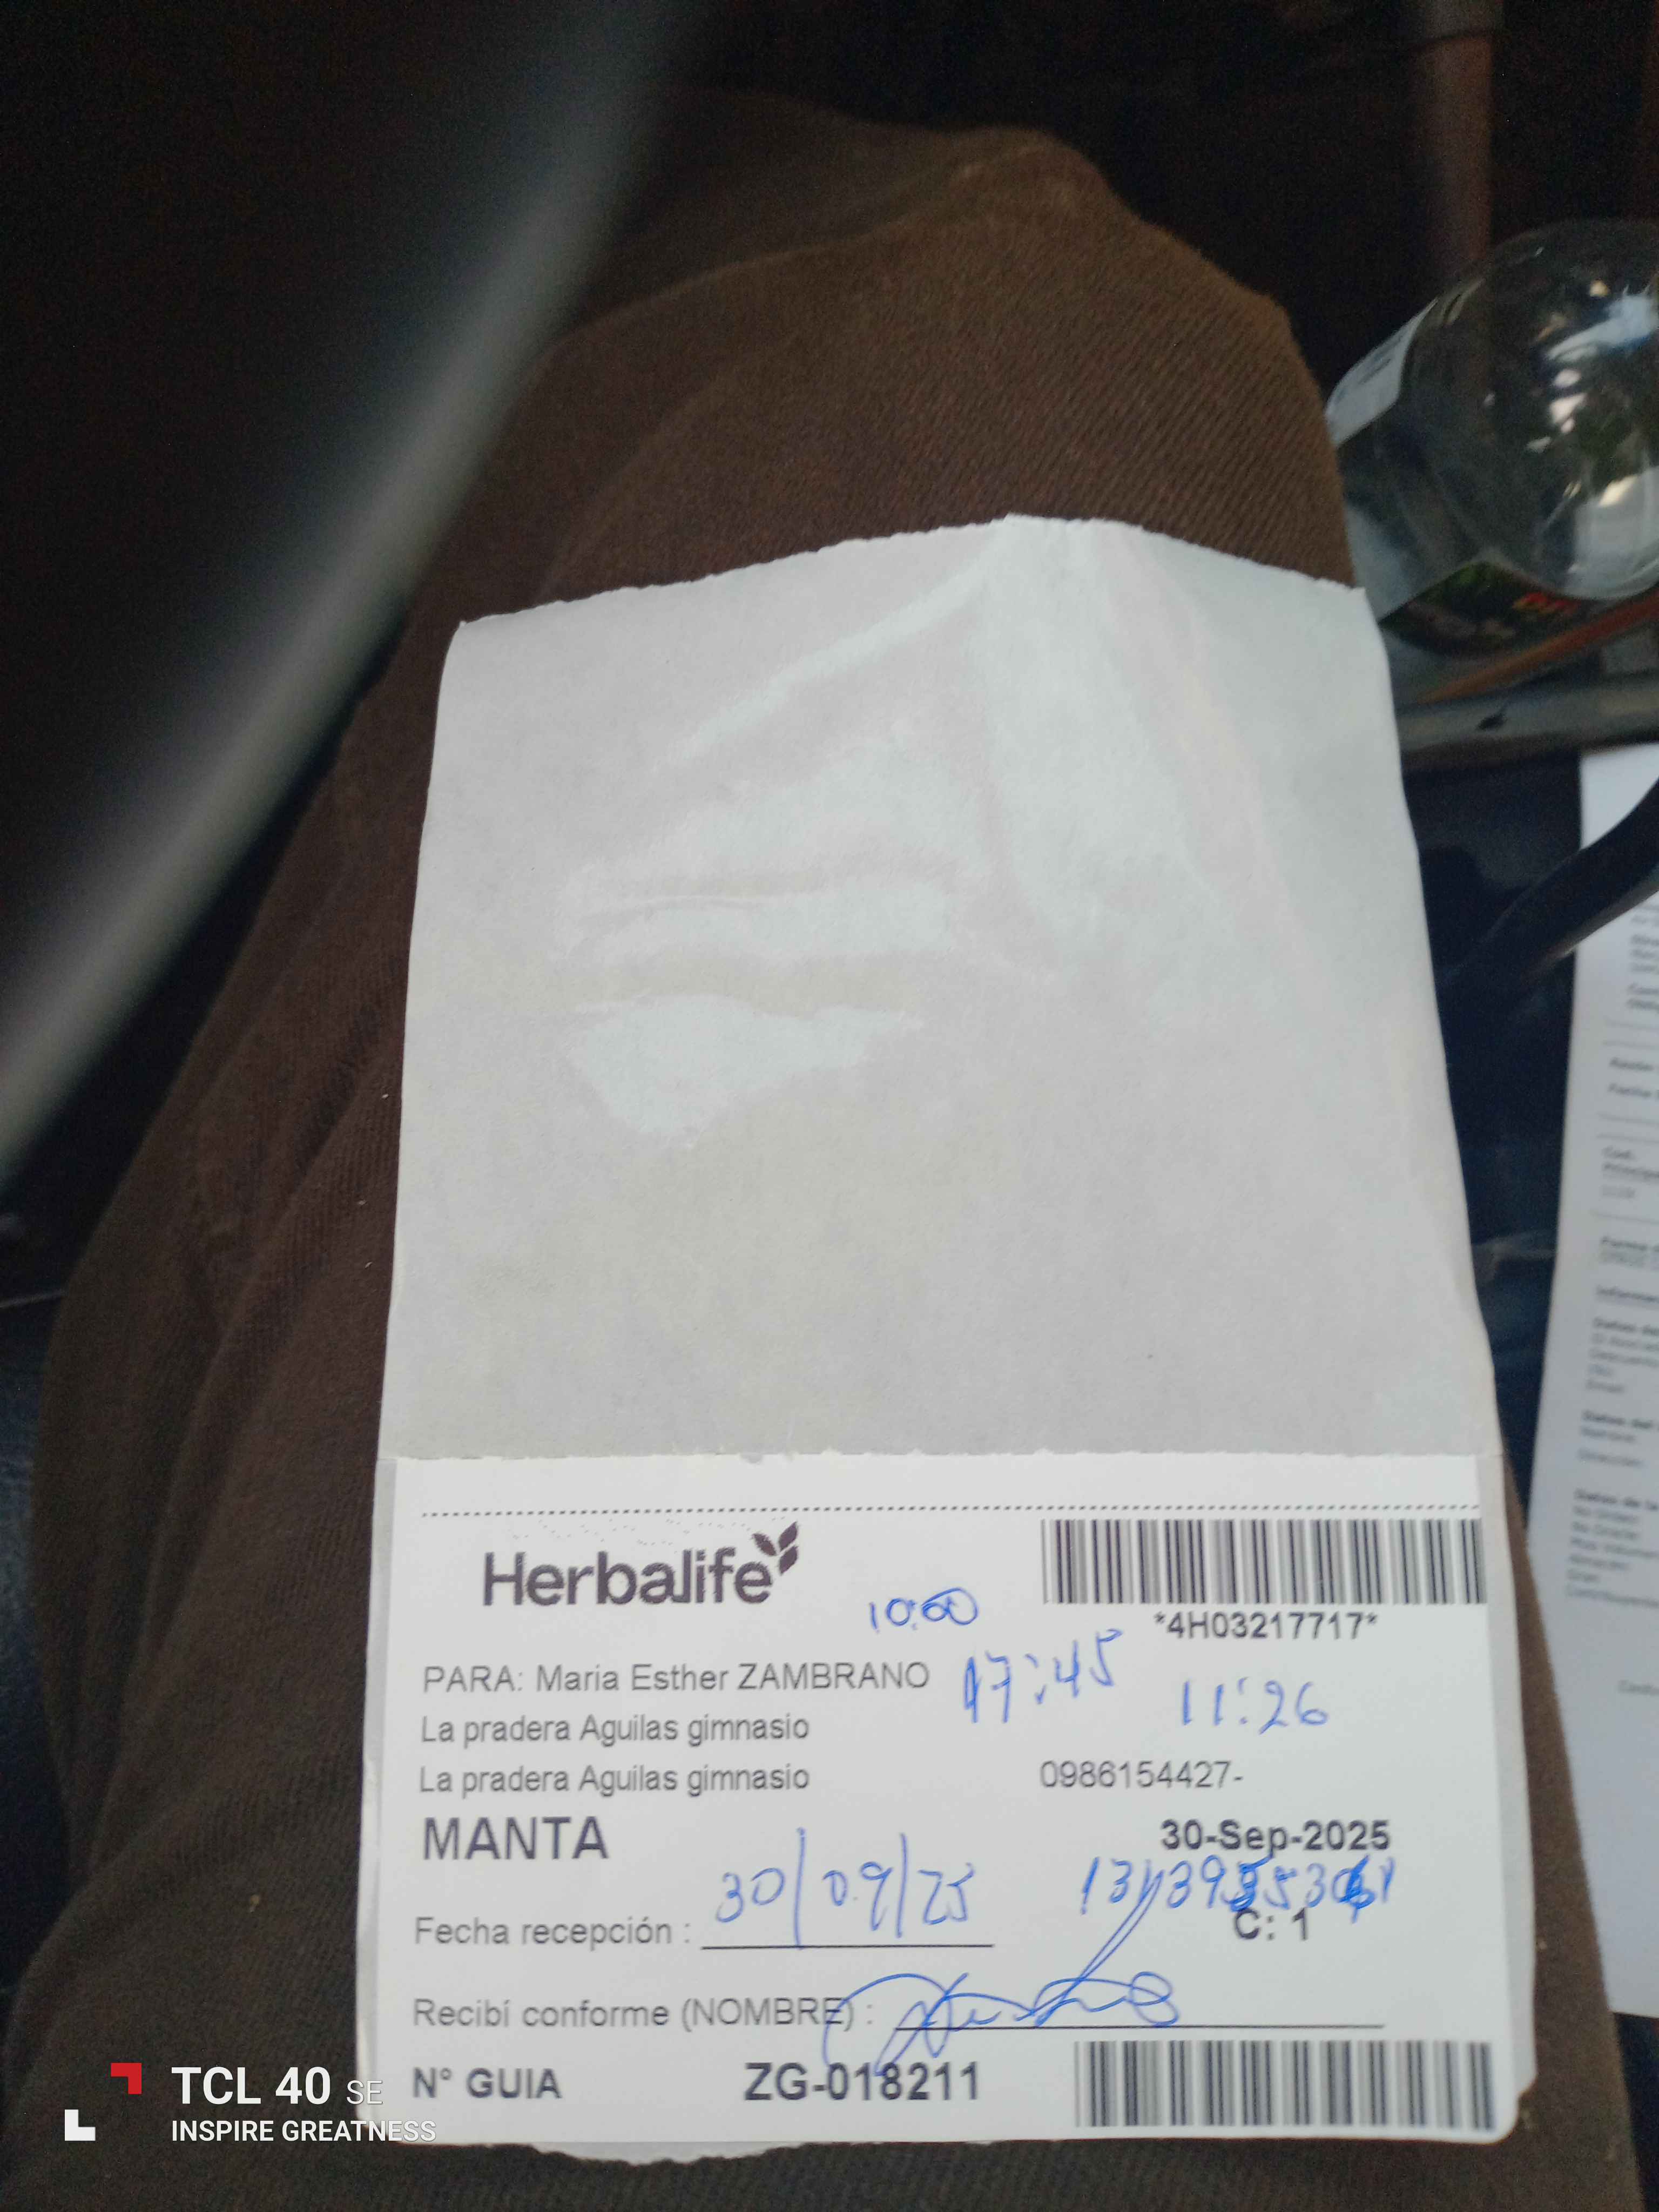 Herbalife
10:00
*4H03217717*
PARA: Maria Esther ZAMBRANO
17:45
11:26
La pradera Aguilas gimnasio
La pradera Aguilas gimnasio
0986154427-
MANTA
30-Sep-2025
Fecha recepción : 30/09/25
C: 1
Recibí conforme (NOMBRE) :
N° GUIA ZG-018211
TCL 40 SE
INSPIRE GREATNESS